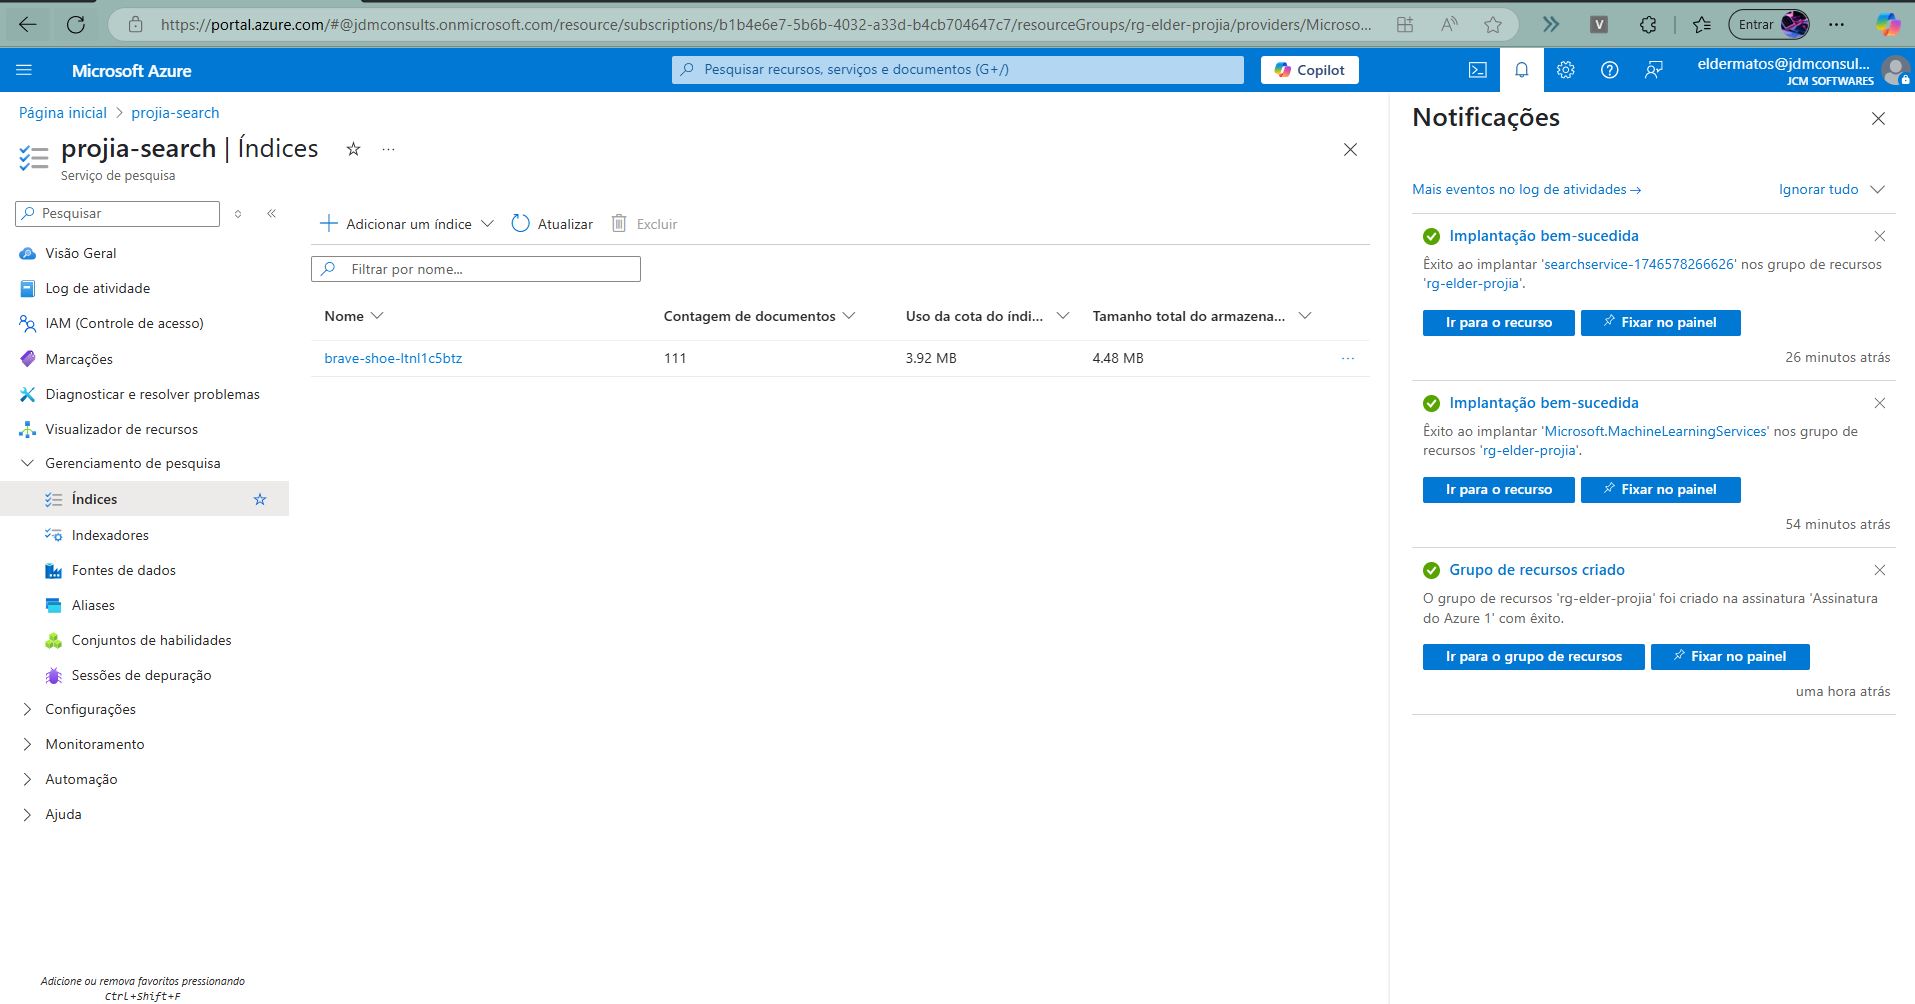 https://portal.azure.com/#@jdmconsults.onmicrosoft.com/resource/subscriptions/b1b4e6e7-5b6b-4032-a33d-b4cb704647c7/resourceGroups/rg-elder-projia/providers/Microso...
V
Entrar
Microsoft Azure
Pesquisar recursos, serviços e documentos (G+/)
Copilot
eldermatos@jdmconsul...
JCM SOFTWARES
Página inicial > projia-search
projia-search | Índices
Serviço de pesquisa
Pesquisar
Visão Geral
Log de atividade
IAM (Controle de acesso)
Marcações
Diagnosticar e resolver problemas
Visualizador de recursos
Gerenciamento de pesquisa
Índices
Indexadores
Fontes de dados
Aliases
Conjuntos de habilidades
Sessões de depuração
Configurações
Monitoramento
Automação
Ajuda
Adicione ou remova favoritos pressionando
Ctrl+Shift+F
Adicionar um índice
Atualizar
Excluir
Filtrar por nome...
Nome Contagem de documentos Uso da cota do índi... Tamanho total do armazena...
brave-shoe-ltnl1c5btz 111 3.92 MB 4.48 MB ...
Notificações
Mais eventos no log de atividades →
Ignorar tudo
Implantação bem-sucedida
Êxito ao implantar 'searchservice-1746578266626' nos grupo de recursos
'rg-elder-projia'.
Ir para o recurso
Fixar no painel
26 minutos atrás
Implantação bem-sucedida
Êxito ao implantar 'Microsoft.MachineLearningServices' nos grupo de
recursos 'rg-elder-projia'.
Ir para o recurso
Fixar no painel
54 minutos atrás
Grupo de recursos criado
O grupo de recursos 'rg-elder-projia' foi criado na assinatura 'Assinatura
do Azure 1' com êxito.
Ir para o grupo de recursos
Fixar no painel
uma hora atrás